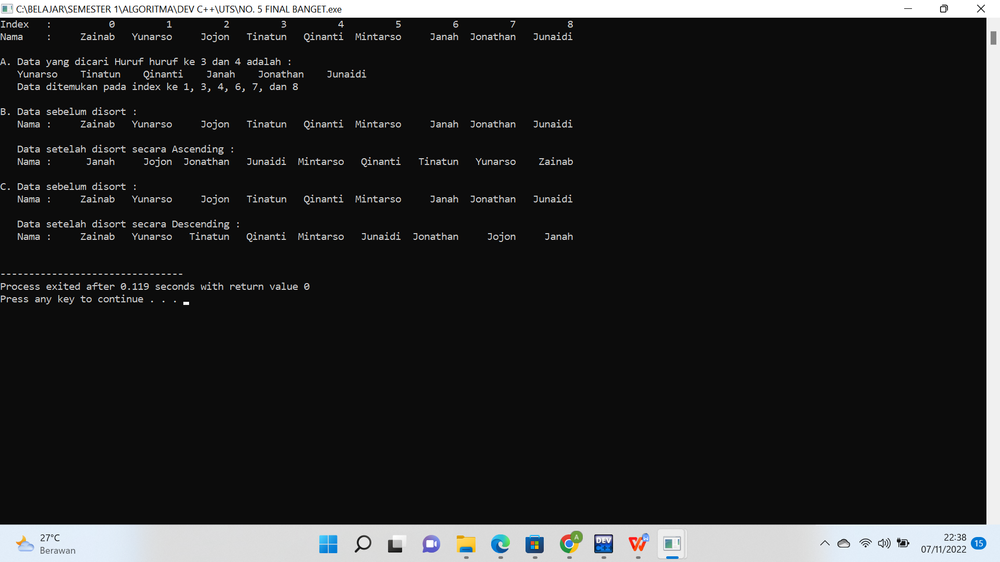 C:\BELAJAR\SEMESTER 1\ALGORITMA\DEV C++\UTS\NO. 5 FINAL BANGET.exe
Index   :          0         1         2         3         4         5         6         7         8
Nama    :     Zainab   Yunarso     Jojon   Tinatun   Qinanti  Mintarso     Janah  Jonathan   Junaidi
A. Data yang dicari Huruf huruf ke 3 dan 4 adalah :
   Yunarso    Tinatun    Qinanti    Janah    Jonathan    Junaidi
   Data ditemukan pada index ke 1, 3, 4, 6, 7, dan 8
B. Data sebelum disort :
   Nama :     Zainab   Yunarso     Jojon   Tinatun   Qinanti  Mintarso     Janah  Jonathan   Junaidi
   Data setelah disort secara Ascending :
   Nama :      Janah     Jojon  Jonathan   Junaidi  Mintarso   Qinanti   Tinatun   Yunarso    Zainab
C. Data sebelum disort :
   Nama :     Zainab   Yunarso     Jojon   Tinatun   Qinanti  Mintarso     Janah  Jonathan   Junaidi
   Data setelah disort secara Descending :
   Nama :     Zainab   Yunarso   Tinatun   Qinanti  Mintarso   Junaidi  Jonathan     Jojon     Janah
--------------------------------
Process exited after 0.119 seconds with return value 0
Press any key to continue . . .
27°C
Berawan
A
DEV
C++
W
22:38
07/11/2022
15